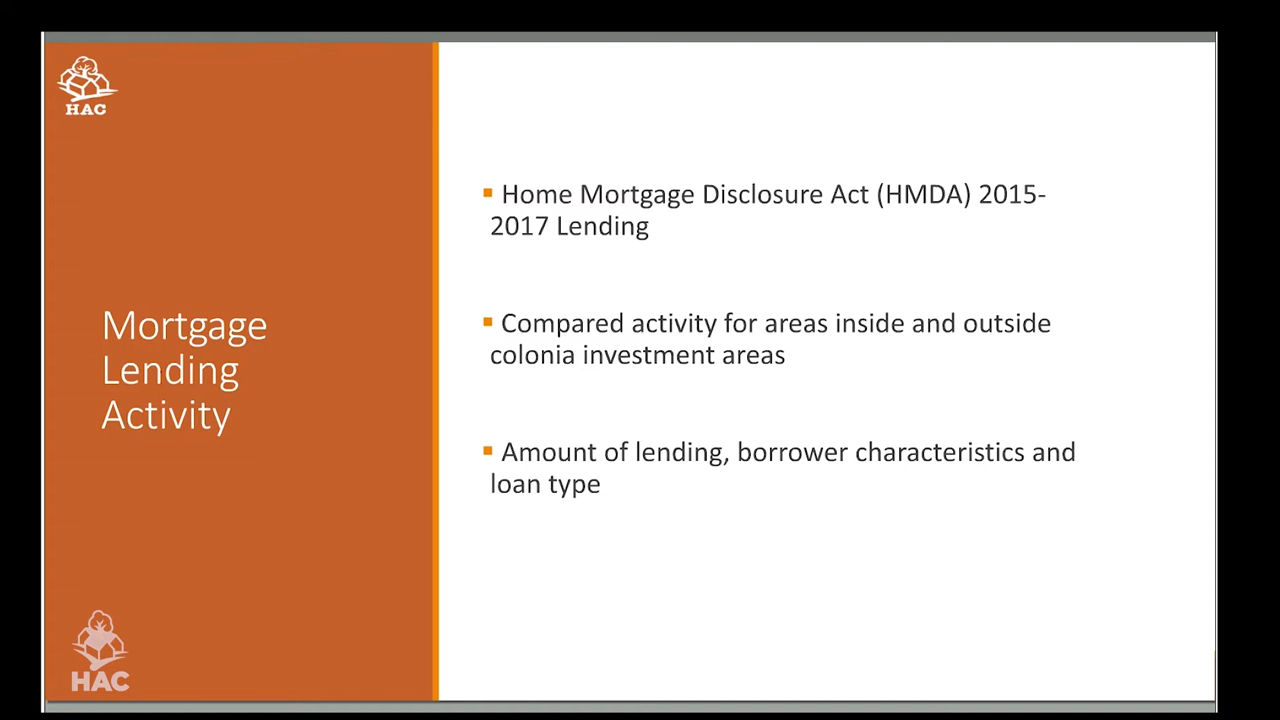 HAC
Mortgage
Lending
Activity
▪ Home Mortgage Disclosure Act (HMDA) 2015-
2017 Lending
▪ Compared activity for areas inside and outside
colonia investment areas
▪ Amount of lending, borrower characteristics and
loan type
HAC